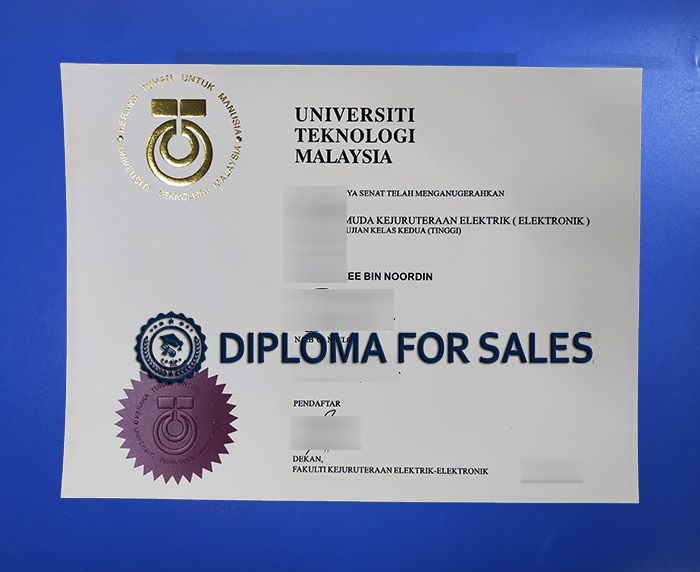 KERANA TUHAN UNTUK MANUSIA
UNIVERSITI TEKNOLOGI MALAYSIA
UNIVERSITI
TEKNOLOGI
MALAYSIA
YA SENAT TELAH MENGANUGERAHKAN
MUDA KEJURUTERAAN ELEKTRIK ( ELEKTRONIK )
UJIAN KELAS KEDUA (TINGGI)
EE BIN NOORDIN
DIPLOMA FOR SALES
PENDAFTAR
DEKAN,
FAKULTI KEJURUTERAAN ELEKTRIK-ELEKTRONIK